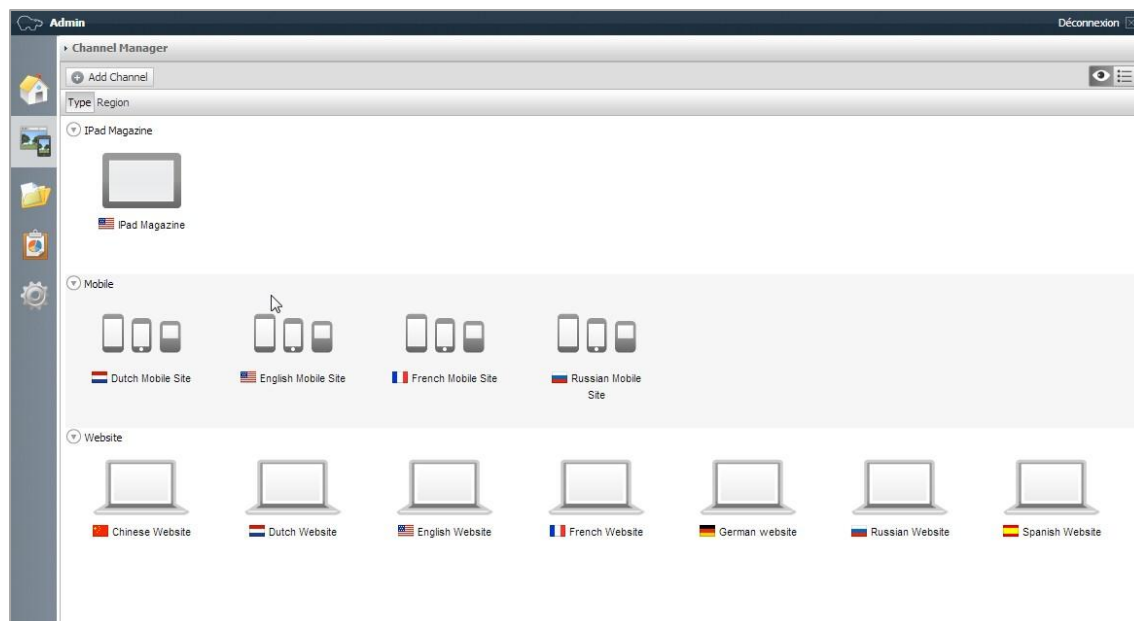 Admin
Déconnexion
Channel Manager
Add Channel
Type Region
IPad Magazine
IPad Magazine
Mobile
Dutch Mobile Site
English Mobile Site
French Mobile Site
Russian Mobile
Site
Website
Chinese Website
Dutch Website
English Website
French Website
German website
Russian Website
Spanish Website